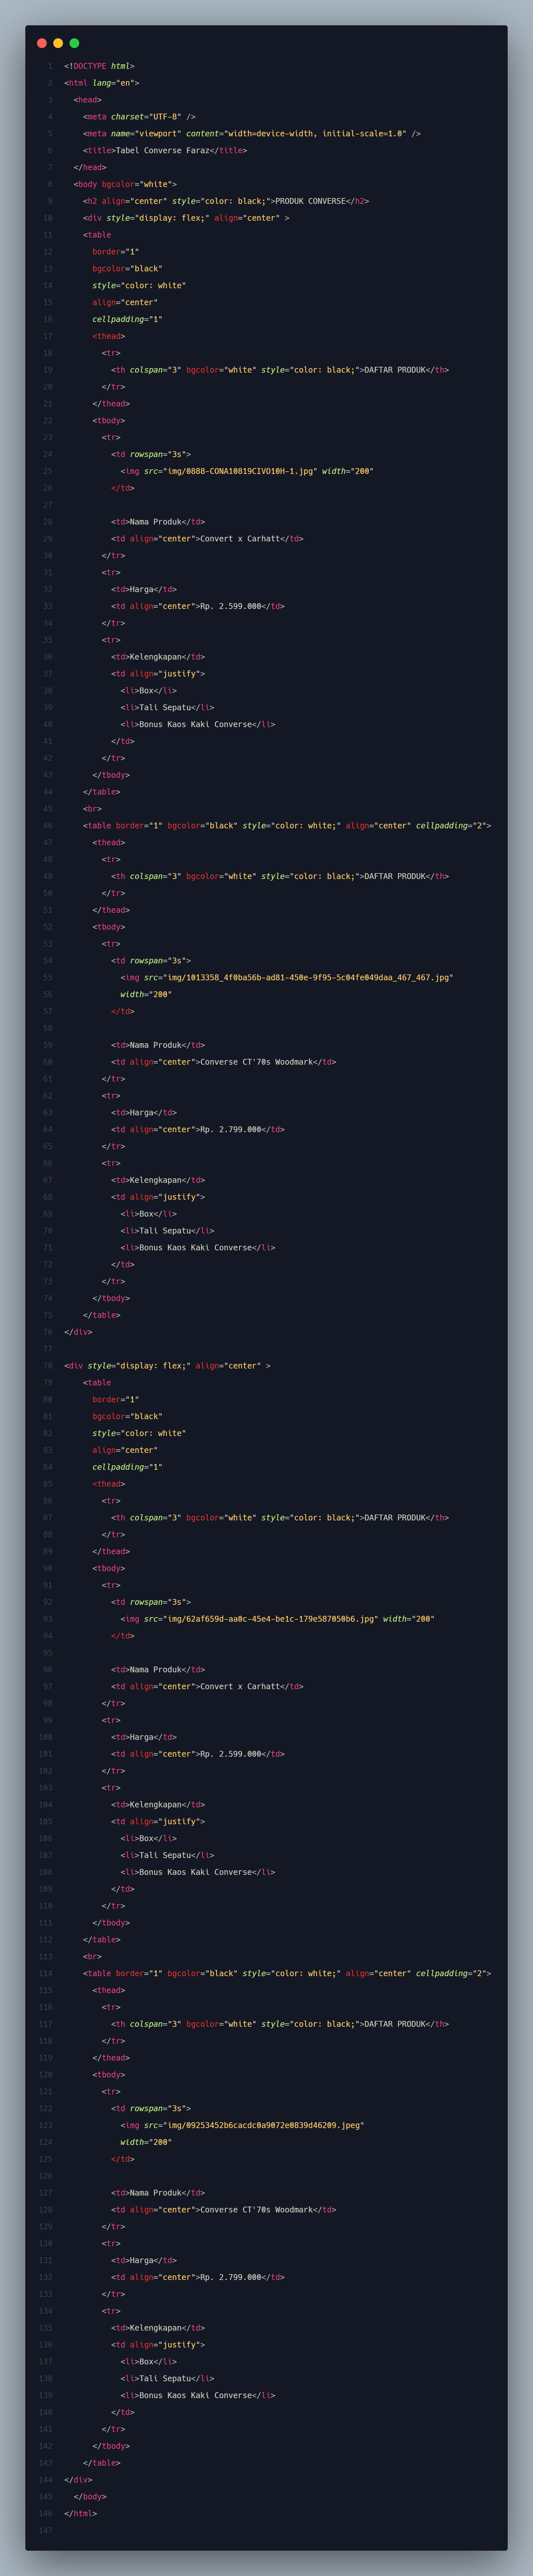 1 <!DOCTYPE html>
2 <html lang="en">
3 <head>
4 <meta charset="UTF-8" />
5 <meta name="viewport" content="width=device-width, initial-scale=1.0" />
6 <title>Tabel Converse Faraz</title>
7 </head>
8 <body bgcolor="white">
9 <h2 align="center" style="color: black;">PRODUK CONVERSE</h2>
10 <div style="display: flex;" align="center" >
11 <table
12 border="1"
13 bgcolor="black"
14 style="color: white"
15 align="center"
16 cellpadding="1"
17 <thead>
18 <tr>
19 <th colspan="3" bgcolor="white" style="color: black;">DAFTAR PRODUK</th>
20 </tr>
21 </thead>
22 <tbody>
23 <tr>
24 <td rowspan="3s">
25 <img src="img/0888-CONA10819CIVO10H-1.jpg" width="200"
26 </td>
27
28 <td>Nama Produk</td>
29 <td align="center">Convert x Carhatt</td>
30 </tr>
31 <tr>
32 <td>Harga</td>
33 <td align="center">Rp. 2.599.000</td>
34 </tr>
35 <tr>
36 <td>Kelengkapan</td>
37 <td align="justify">
38 <li>Box</li>
39 <li>Tali Sepatu</li>
40 <li>Bonus Kaos Kaki Converse</li>
41 </td>
42 </tr>
43 </tbody>
44 </table>
45 <br>
46 <table border="1" bgcolor="black" style="color: white;" align="center" cellpadding="2">
47 <thead>
48 <tr>
49 <th colspan="3" bgcolor="white" style="color: black;">DAFTAR PRODUK</th>
50 </tr>
51 </thead>
52 <tbody>
53 <tr>
54 <td rowspan="3s">
55 <img src="img/1013358_4f0ba56b-ad81-450e-9f95-5c04fe049daa_467_467.jpg"
56 width="200"
57 </td>
58
59 <td>Nama Produk</td>
60 <td align="center">Converse CT'70s Woodmark</td>
61 </tr>
62 <tr>
63 <td>Harga</td>
64 <td align="center">Rp. 2.799.000</td>
65 </tr>
66 <tr>
67 <td>Kelengkapan</td>
68 <td align="justify">
69 <li>Box</li>
70 <li>Tali Sepatu</li>
71 <li>Bonus Kaos Kaki Converse</li>
72 </td>
73 </tr>
74 </tbody>
75 </table>
76 </div>
77
78 <div style="display: flex;" align="center" >
79 <table
80 border="1"
81 bgcolor="black"
82 style="color: white"
83 align="center"
84 cellpadding="1"
85 <thead>
86 <tr>
87 <th colspan="3" bgcolor="white" style="color: black;">DAFTAR PRODUK</th>
88 </tr>
89 </thead>
90 <tbody>
91 <tr>
92 <td rowspan="3s">
93 <img src="img/62af659d-aa0c-45e4-be1c-179e587050b6.jpg" width="200"
94 </td>
95
96 <td>Nama Produk</td>
97 <td align="center">Convert x Carhatt</td>
98 </tr>
99 <tr>
100 <td>Harga</td>
101 <td align="center">Rp. 2.599.000</td>
102 </tr>
103 <tr>
104 <td>Kelengkapan</td>
105 <td align="justify">
106 <li>Box</li>
107 <li>Tali Sepatu</li>
108 <li>Bonus Kaos Kaki Converse</li>
109 </td>
110 </tr>
111 </tbody>
112 </table>
113 <br>
114 <table border="1" bgcolor="black" style="color: white;" align="center" cellpadding="2">
115 <thead>
116 <tr>
117 <th colspan="3" bgcolor="white" style="color: black;">DAFTAR PRODUK</th>
118 </tr>
119 </thead>
120 <tbody>
121 <tr>
122 <td rowspan="3s">
123 <img src="img/09253452b6cacdc0a9072e0839d46209.jpeg"
124 width="200"
125 </td>
126
127 <td>Nama Produk</td>
128 <td align="center">Converse CT'70s Woodmark</td>
129 </tr>
130 <tr>
131 <td>Harga</td>
132 <td align="center">Rp. 2.799.000</td>
133 </tr>
134 <tr>
135 <td>Kelengkapan</td>
136 <td align="justify">
137 <li>Box</li>
138 <li>Tali Sepatu</li>
139 <li>Bonus Kaos Kaki Converse</li>
140 </td>
141 </tr>
142 </tbody>
143 </table>
144 </div>
145 </body>
146 </html>
147